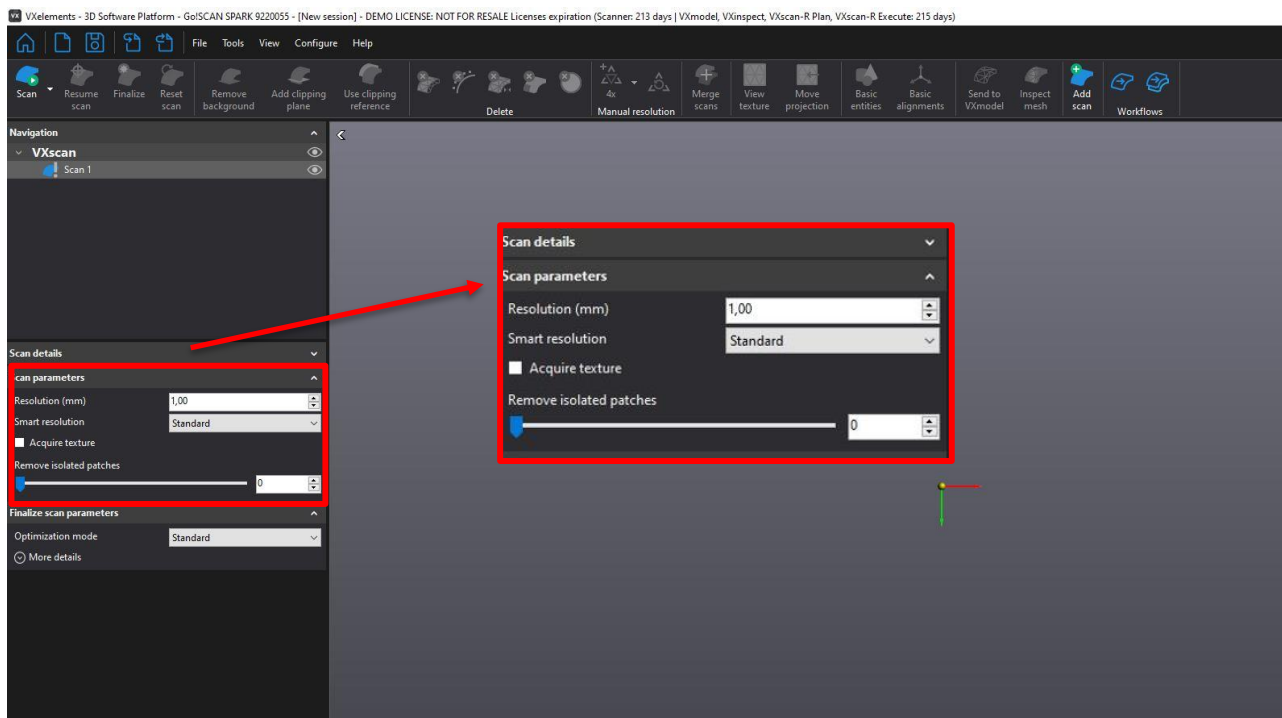 VXelements - 3D Software Platform - Go!SCAN SPARK 9220055 - [New session] - DEMO LICENSE: NOT FOR RESALE Licenses expiration (Scanner: 213 days | VXmodel, VXinspect, VXscan-R Plan, VXscan-R Execute: 215 days)
File Tools View Configure Help
Scan
Resume scan
Finalize
Reset scan
Remove background
Add clipping plane
Use clipping reference
Delete
4x
Manual resolution
Merge scans
View texture
Move projection
Basic entities
Basic alignments
Send to VXmodel
Inspect mesh
Add scan
Workflows
Navigation
VXscan
Scan 1
Scan details
Scan parameters
Resolution (mm) 1,00
Smart resolution Standard
Acquire texture
Remove isolated patches
0
Scan details
can parameters
Resolution (mm) 1,00
Smart resolution Standard
Acquire texture
Remove isolated patches
0
Finalize scan parameters
Optimization mode Standard
More details